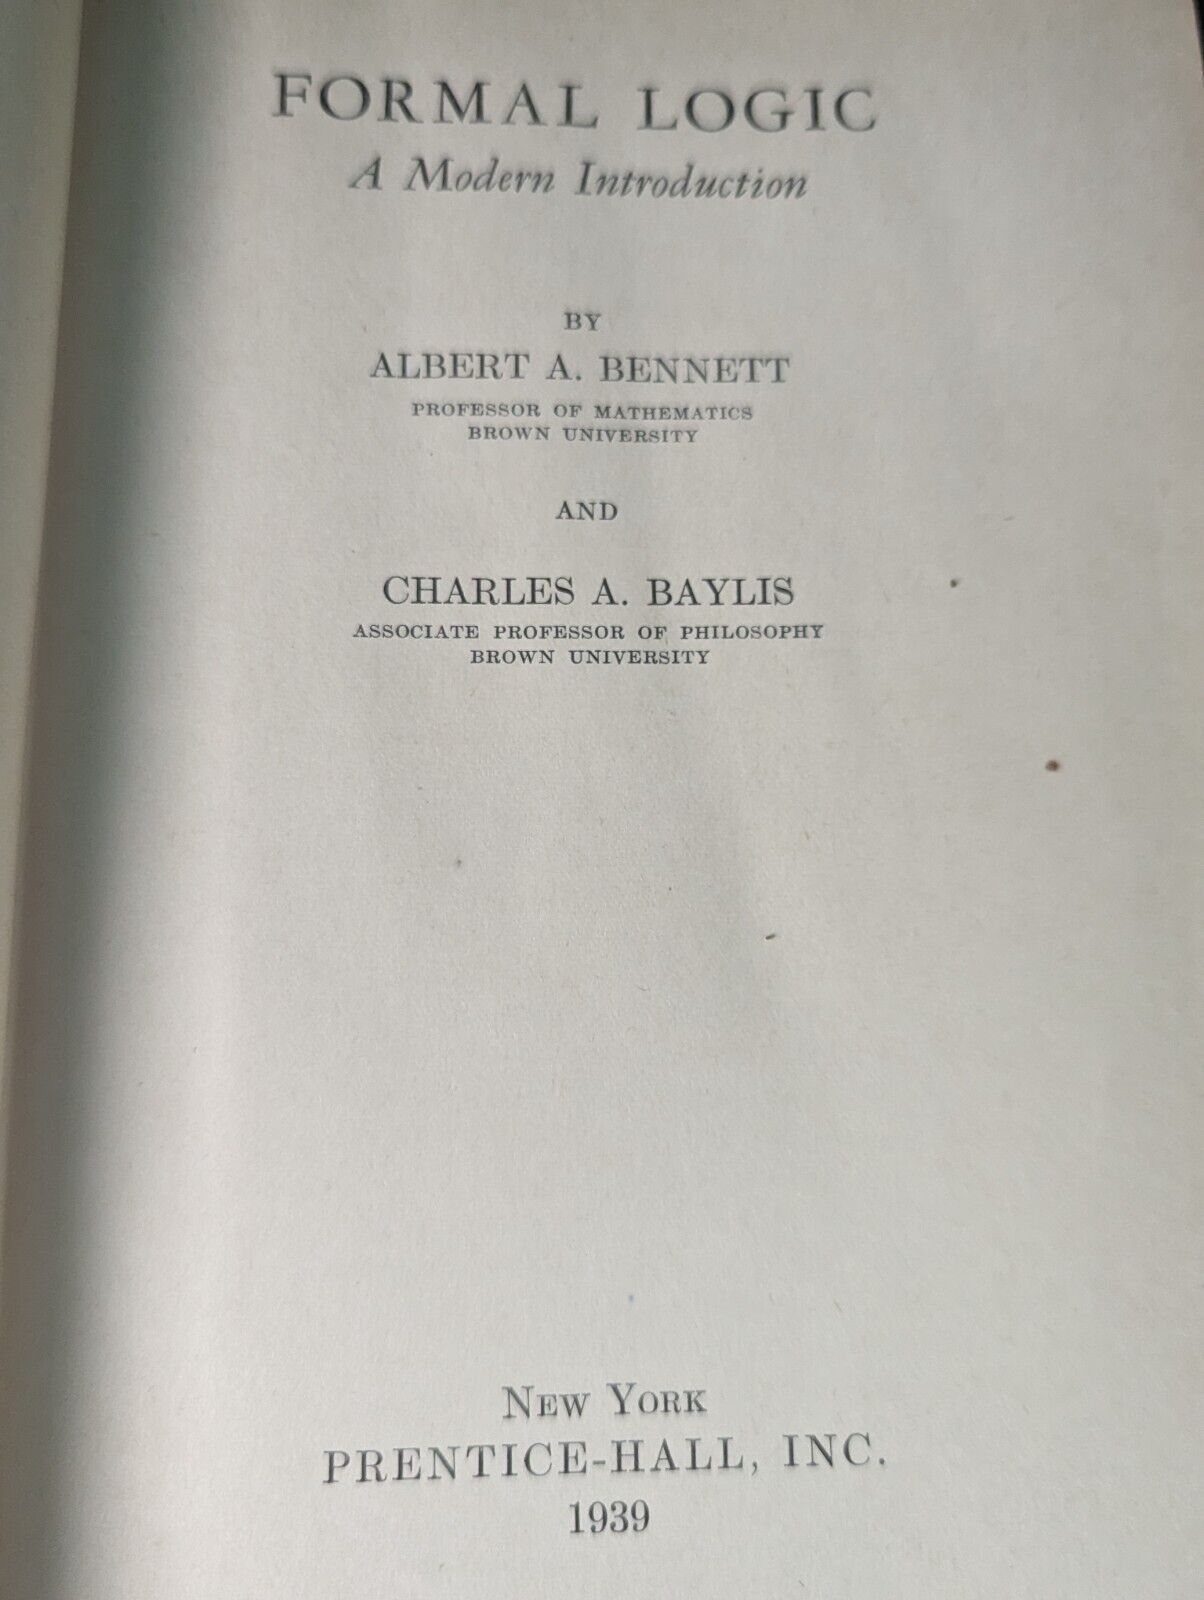 FORMAL LOGIC
A Modern Introduction
BY
ALBERT A. BENNETT
PROFESSOR OF MATHEMATICS
BROWN UNIVERSITY
AND
CHARLES A. BAYLIS
ASSOCIATE PROFESSOR OF PHILOSOPHY
BROWN UNIVERSITY
NEW YORK
PRENTICE-HALL, INC.
1939